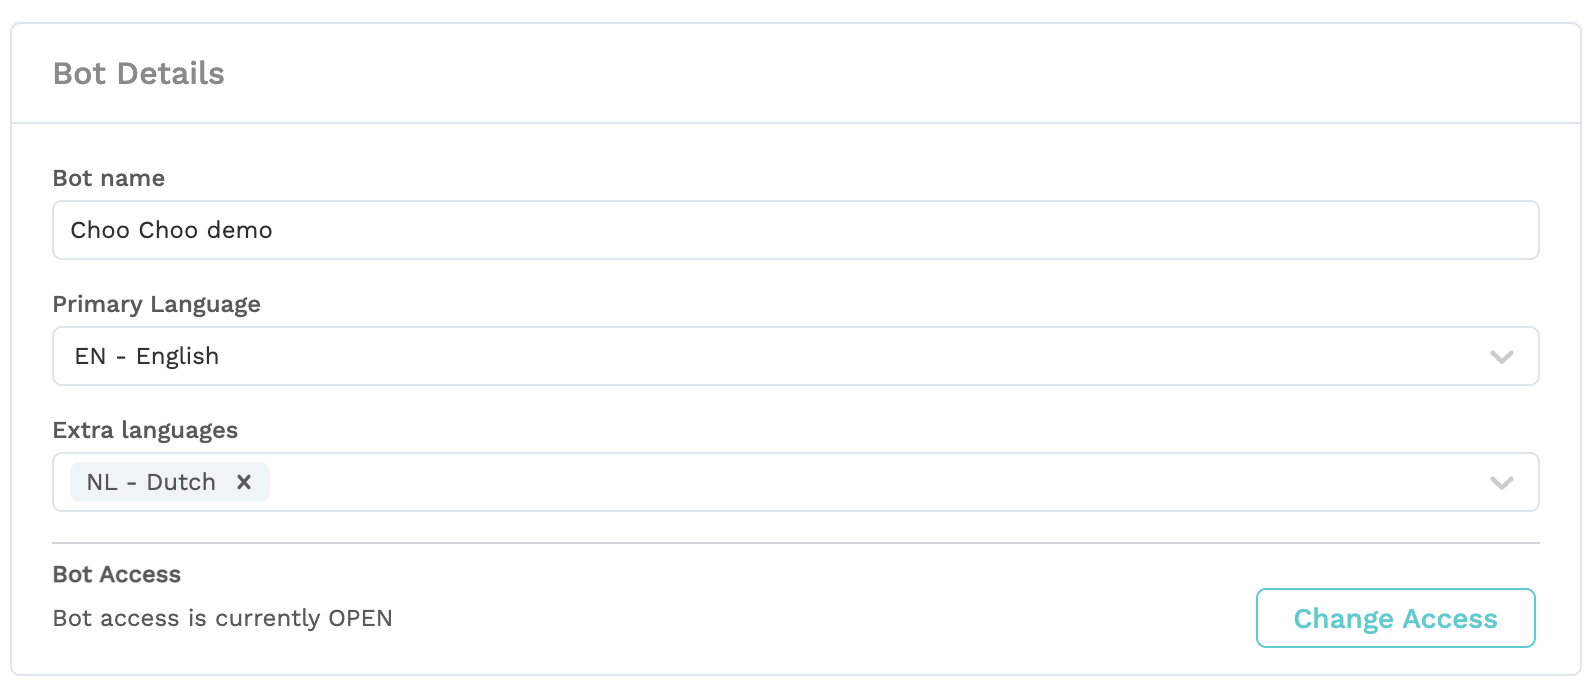 Bot Details
Bot name
Choo Choo demo
Primary Language
EN - English
Extra languages
NL - Dutch
Bot Access
Bot access is currently OPEN
Change Access